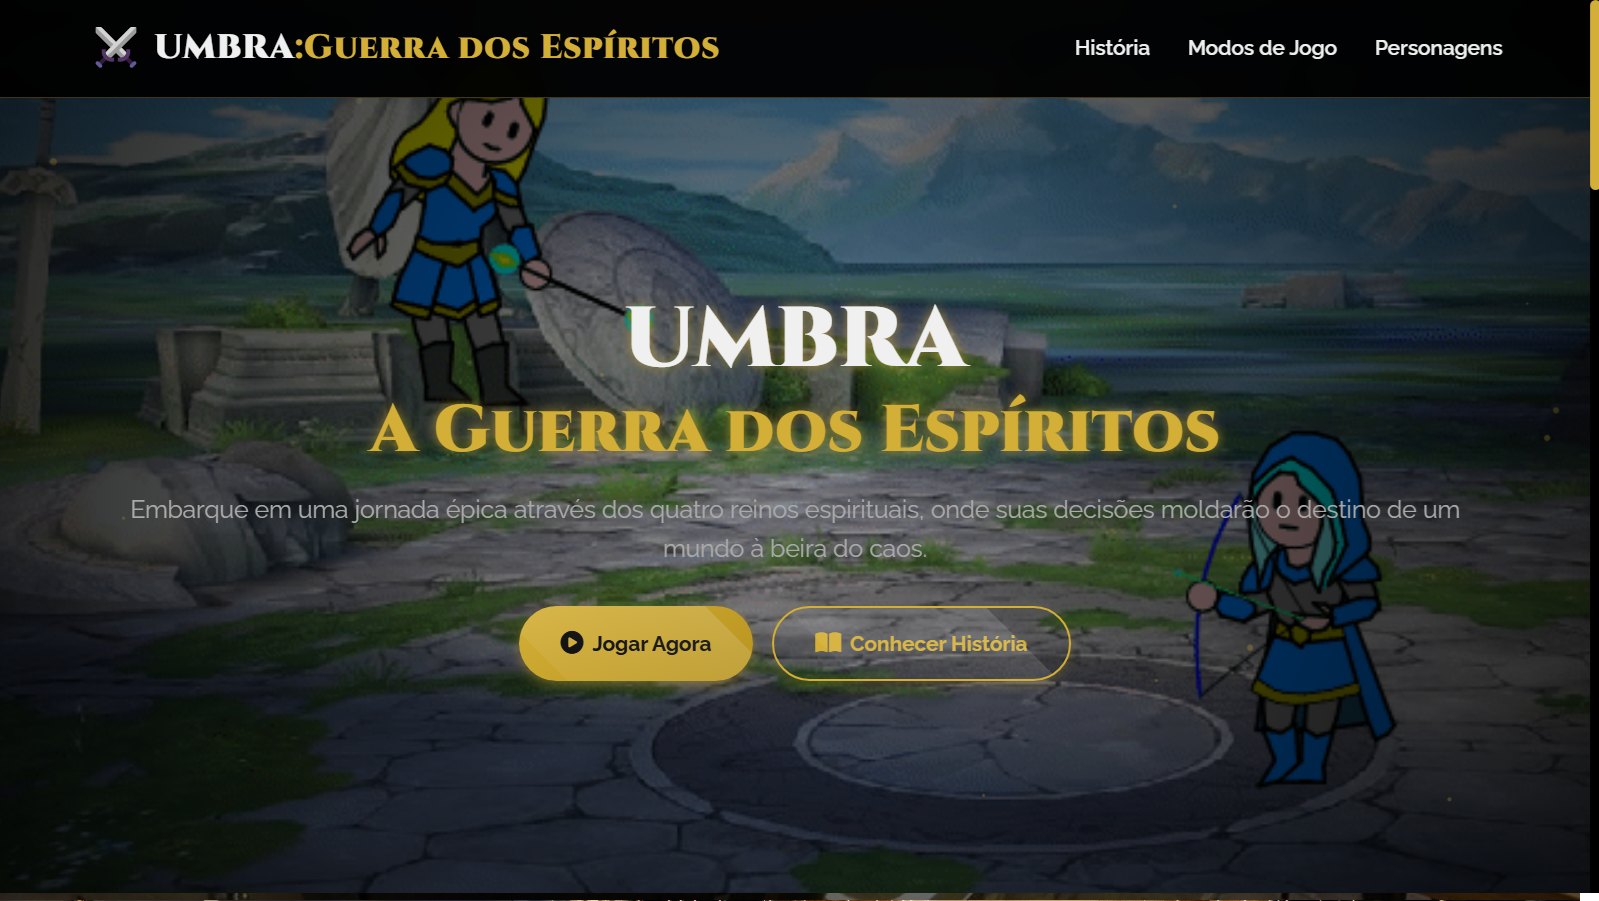 UMBRA:Guerra dos Espíritos
História
Modos de Jogo
Personagens
UMBRA
A Guerra dos Espíritos
Embarque em uma jornada épica através dos quatro reinos espirituais, onde suas decisões moldarão o destino de um
mundo à beira do caos.
Jogar Agora
Conhecer História